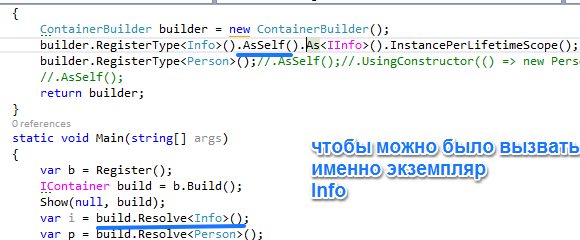 {
ContainerBuilder builder = new ContainerBuilder();
builder.RegisterType<Info>().AsSelf().As<IInfo>().InstancePerLifetimeScope();
builder.RegisterType<Person>();//.AsSelf();//.UsingConstructor(() => new Pers
//.AsSelf();
return builder;
}
0 references
static void Main(string[] args)
{
var b = Register();
IContainer build = b.Build();
Show(null, build);
var i = build.Resolve<Info>();
var p = build.Resolve<Person>();
чтобы можно было вызвать
именно экземпляр
Info